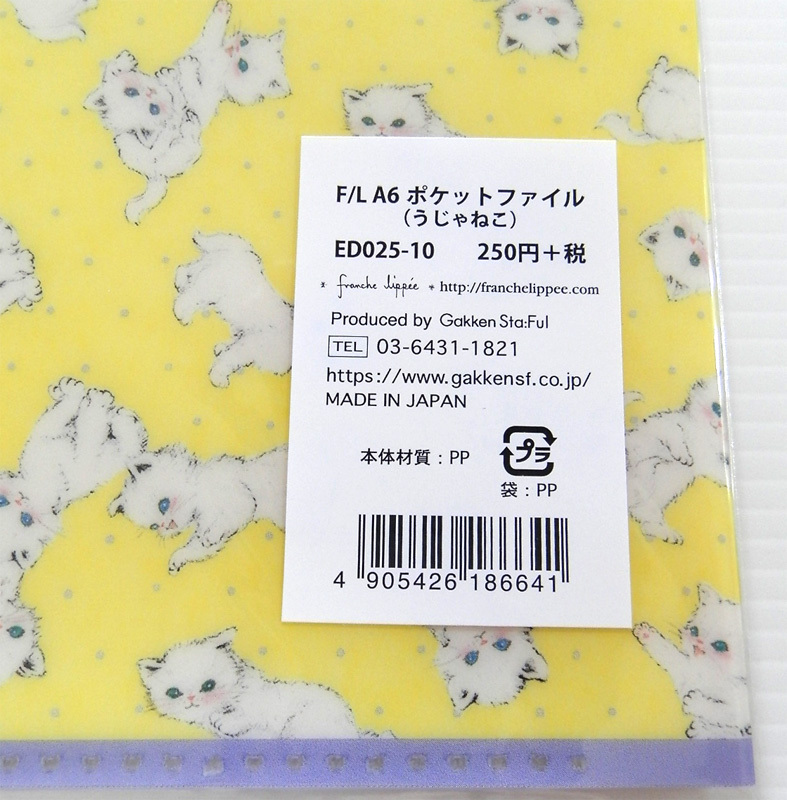 F/L A6 ポケットファイル
（うじゃねこ）
ED025-10 250円＋税
* franche lippée * http://franchelippee.com
Produced by Gakken Sta:Ful
TEL 03-6431-1821
https://www.gakkensf.co.jp/
MADE IN JAPAN
本体材質：PP プラ
袋：PP
4 905426 186641